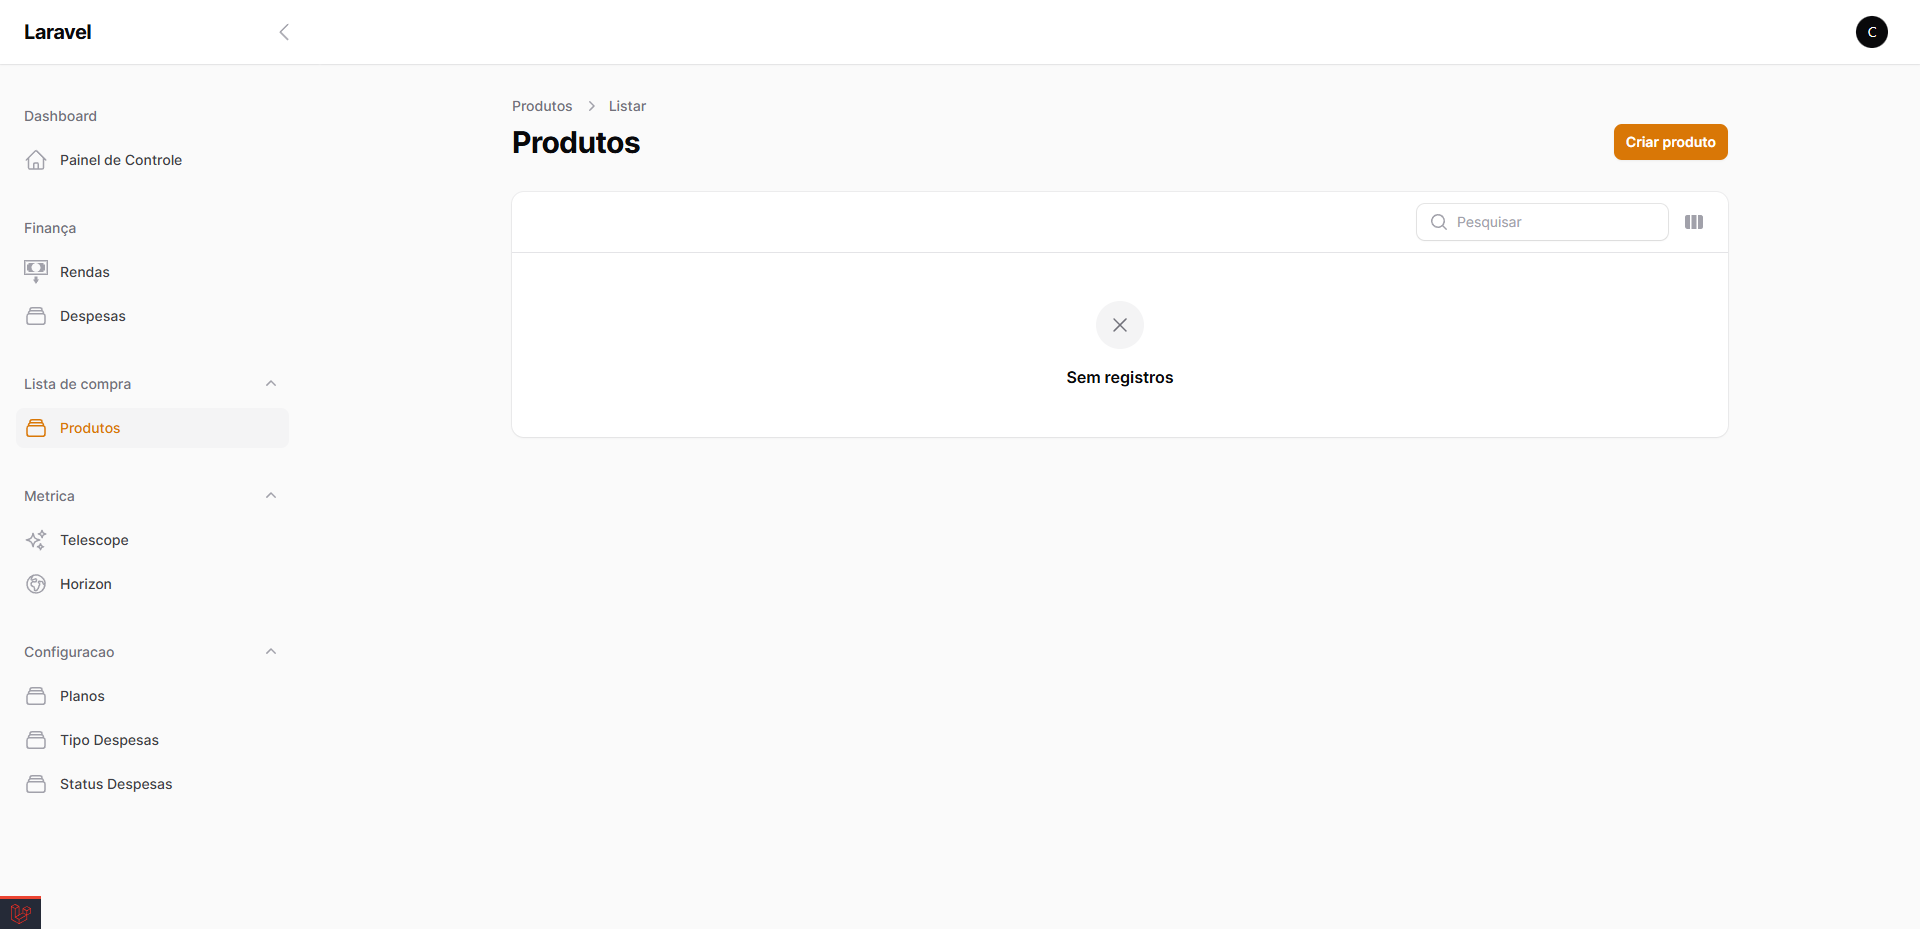 Laravel
C
Dashboard
Painel de Controle
Finança
Rendas
Despesas
Lista de compra
Produtos
Metrica
Telescope
Horizon
Configuracao
Planos
Tipo Despesas
Status Despesas
Produtos > Listar
Produtos
Criar produto
Pesquisar
Sem registros